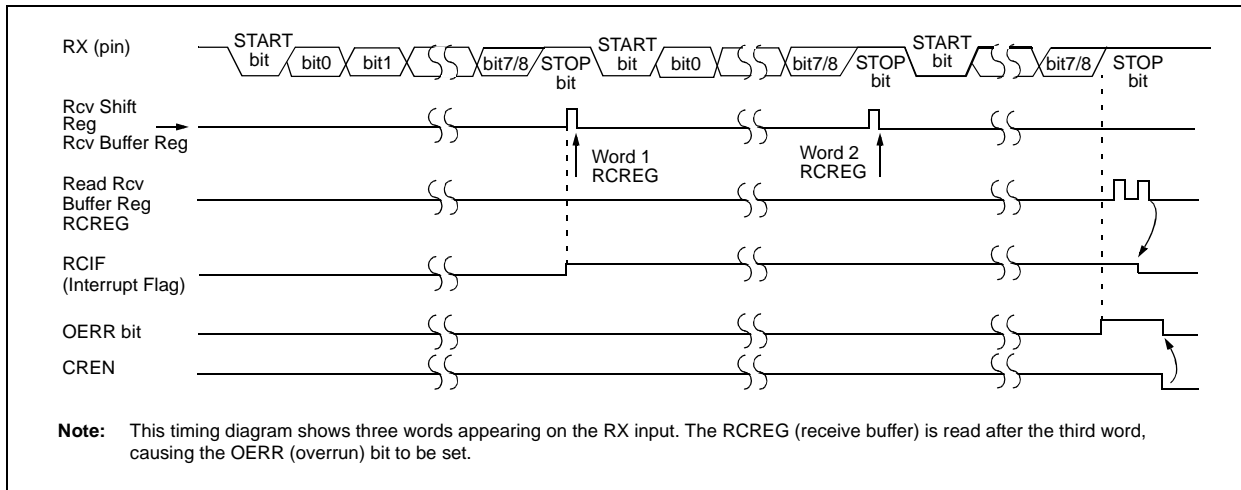 RX (pin)
START
bit
bit0
bit1
bit7/8
STOP
bit
START
bit
bit0
bit7/8
STOP
bit
START
bit
bit7/8
STOP
bit
Rcv Shift
Reg
Rcv Buffer Reg
Word 1
RCREG
Word 2
RCREG
Read Rcv
Buffer Reg
RCREG
RCIF
(Interrupt Flag)
OERR bit
CREN
Note: This timing diagram shows three words appearing on the RX input. The RCREG (receive buffer) is read after the third word,
causing the OERR (overrun) bit to be set.